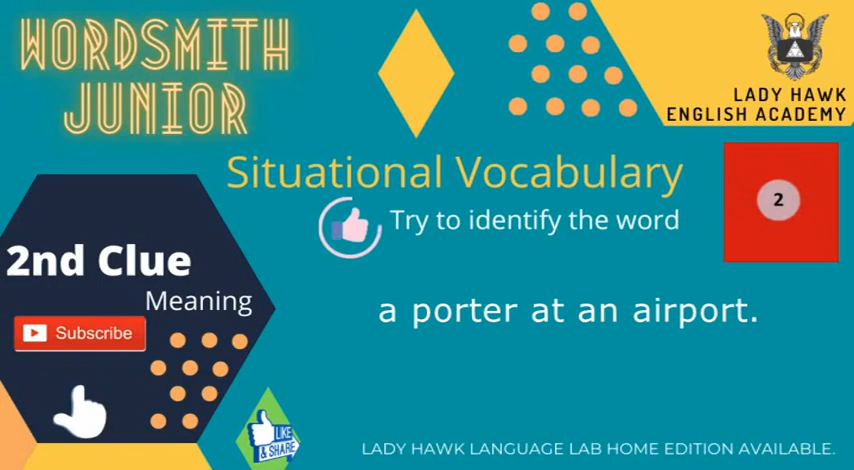 WORDSMITH
JUNIOR
LADY HAWK
ENGLISH ACADEMY
Situational Vocabulary
2
Try to identify the word
2nd Clue
Meaning
Subscribe
a porter at an airport.
LIKE
& SHARE
LADY HAWK LANGUAGE LAB HOME EDITION AVAILABLE.